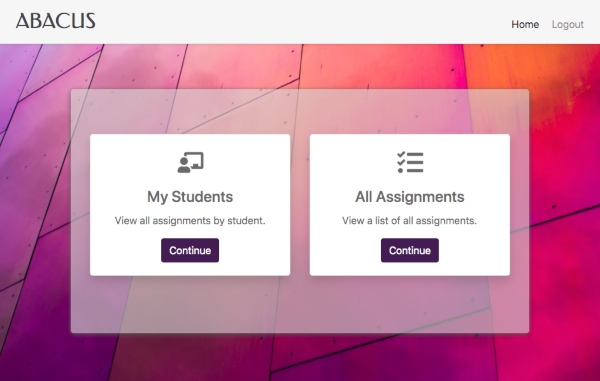 ABACUS
Home Logout
My Students
View all assignments by student.
Continue
All Assignments
View a list of all assignments.
Continue